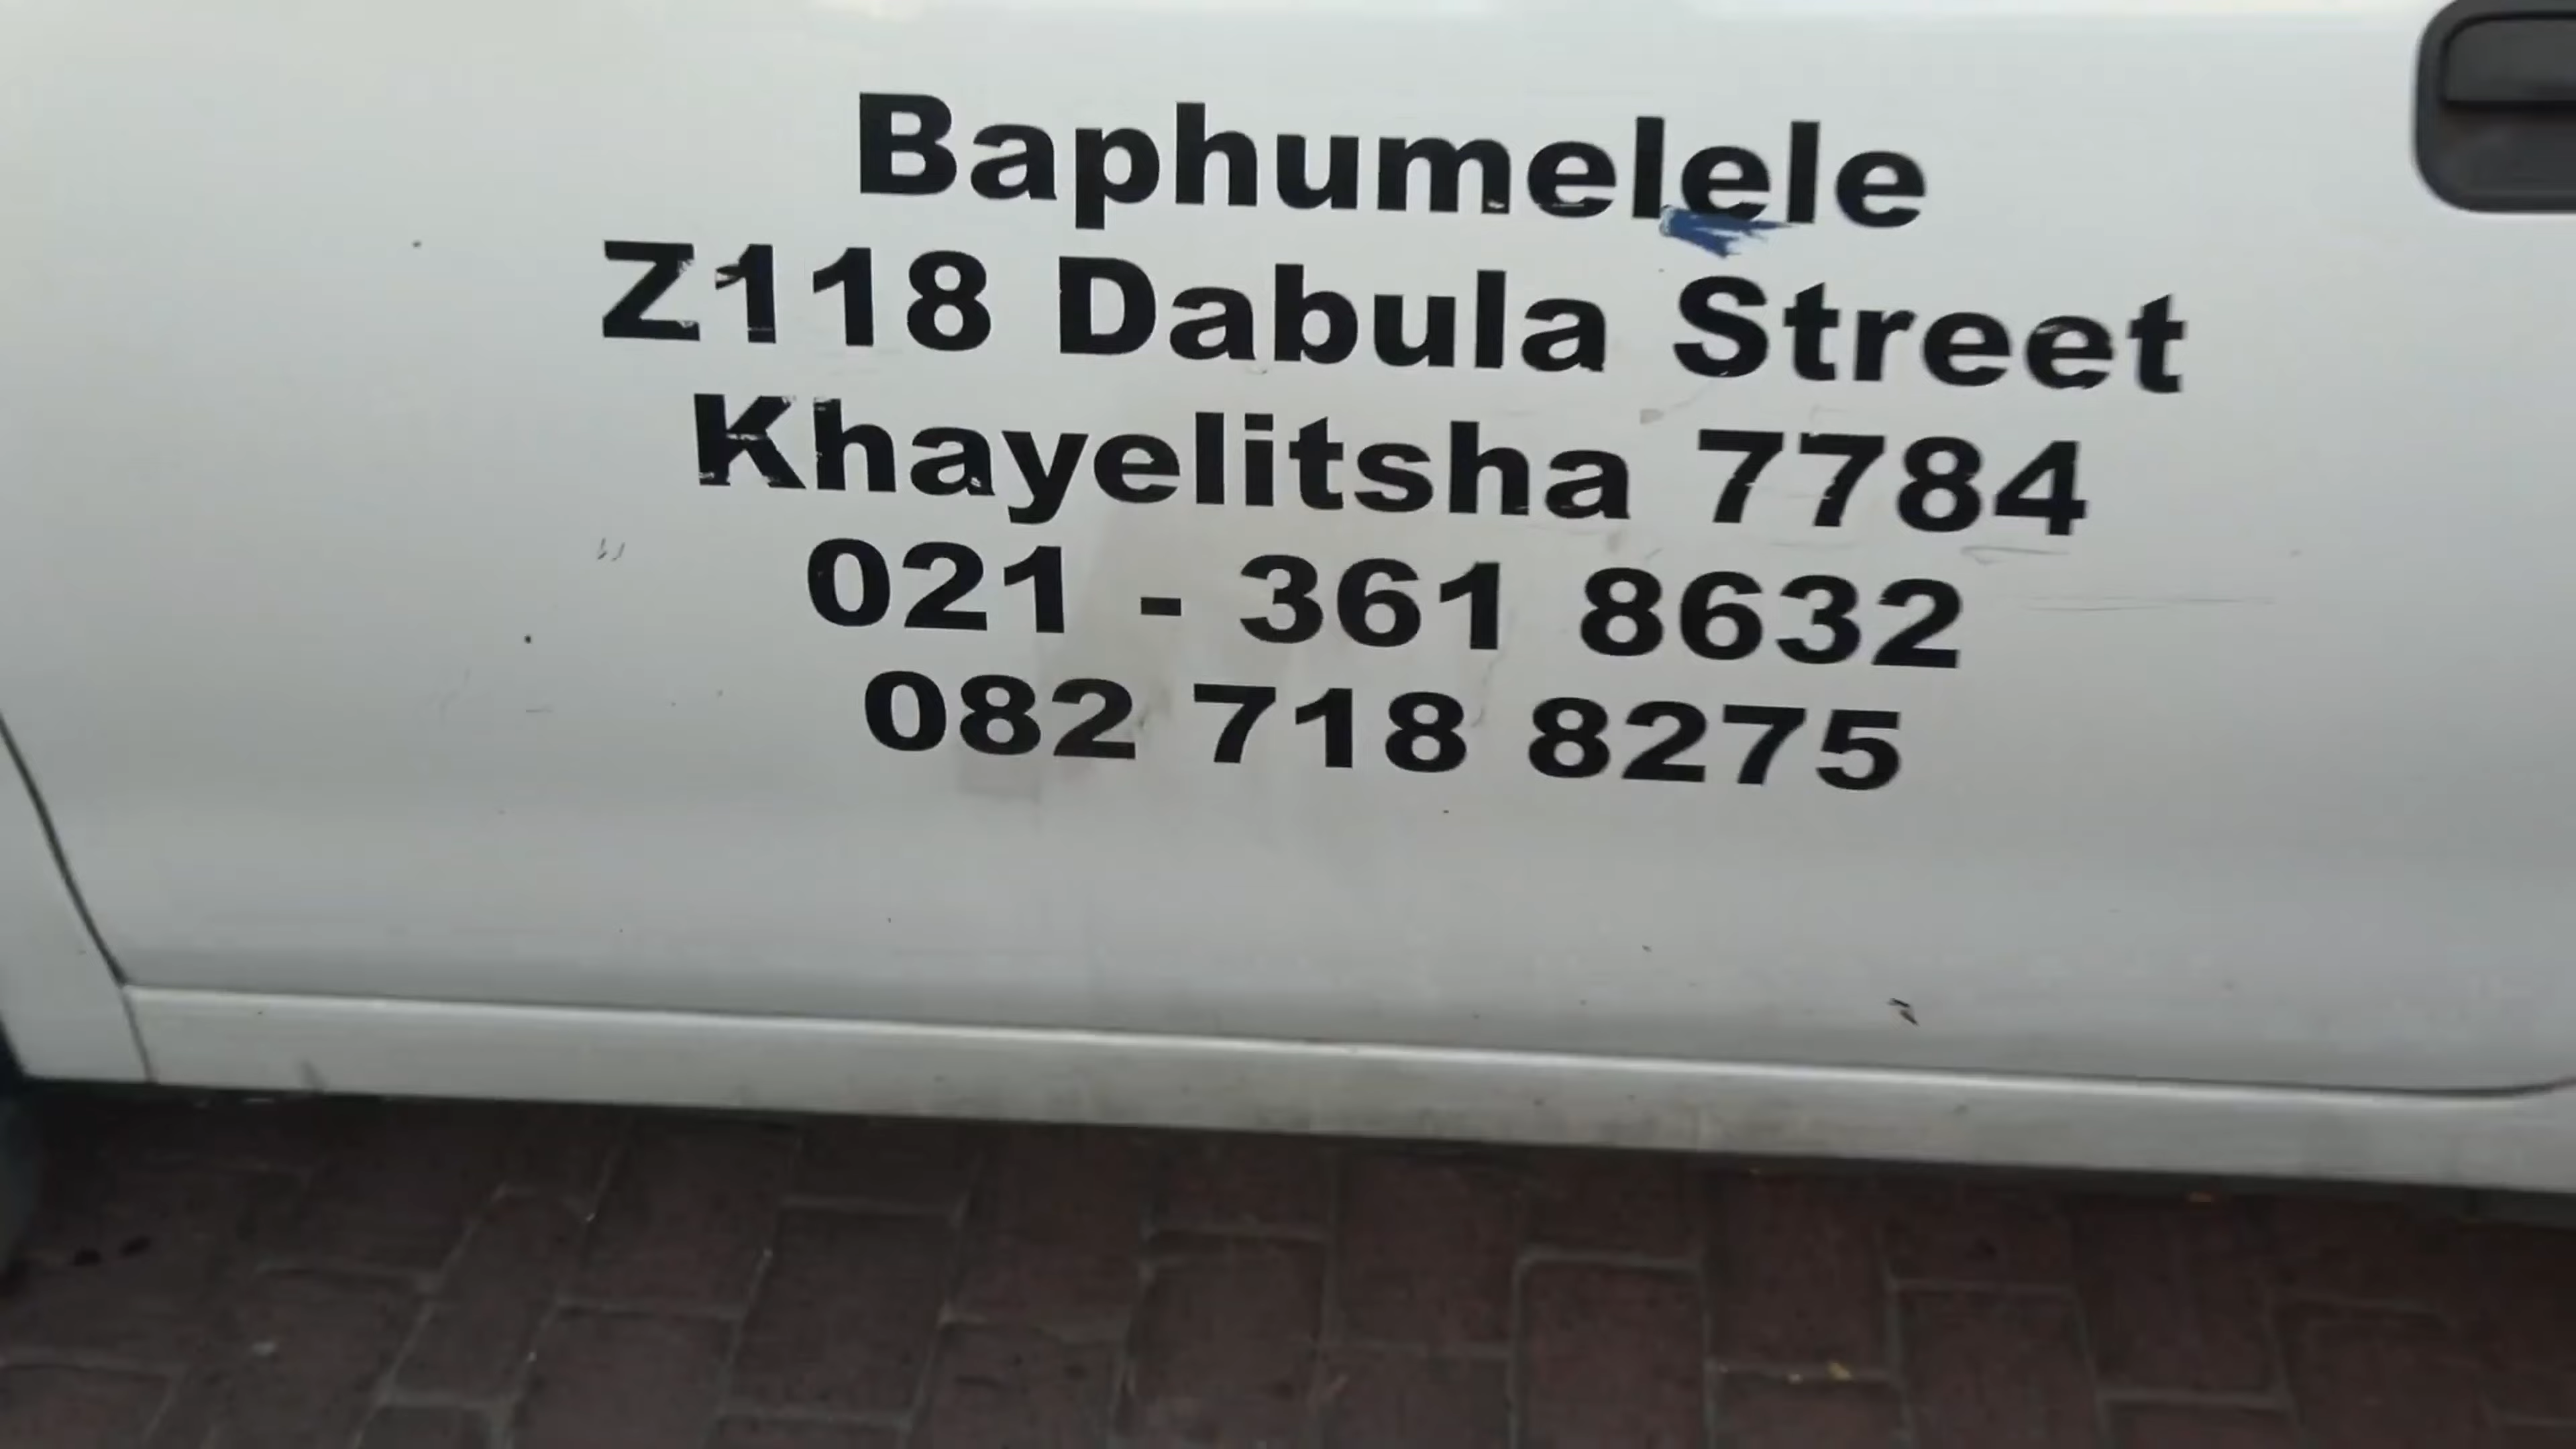 Baphumelele
Z118 Dabula Street
Khayelitsha 7784
021 - 361 8632
082 718 8275